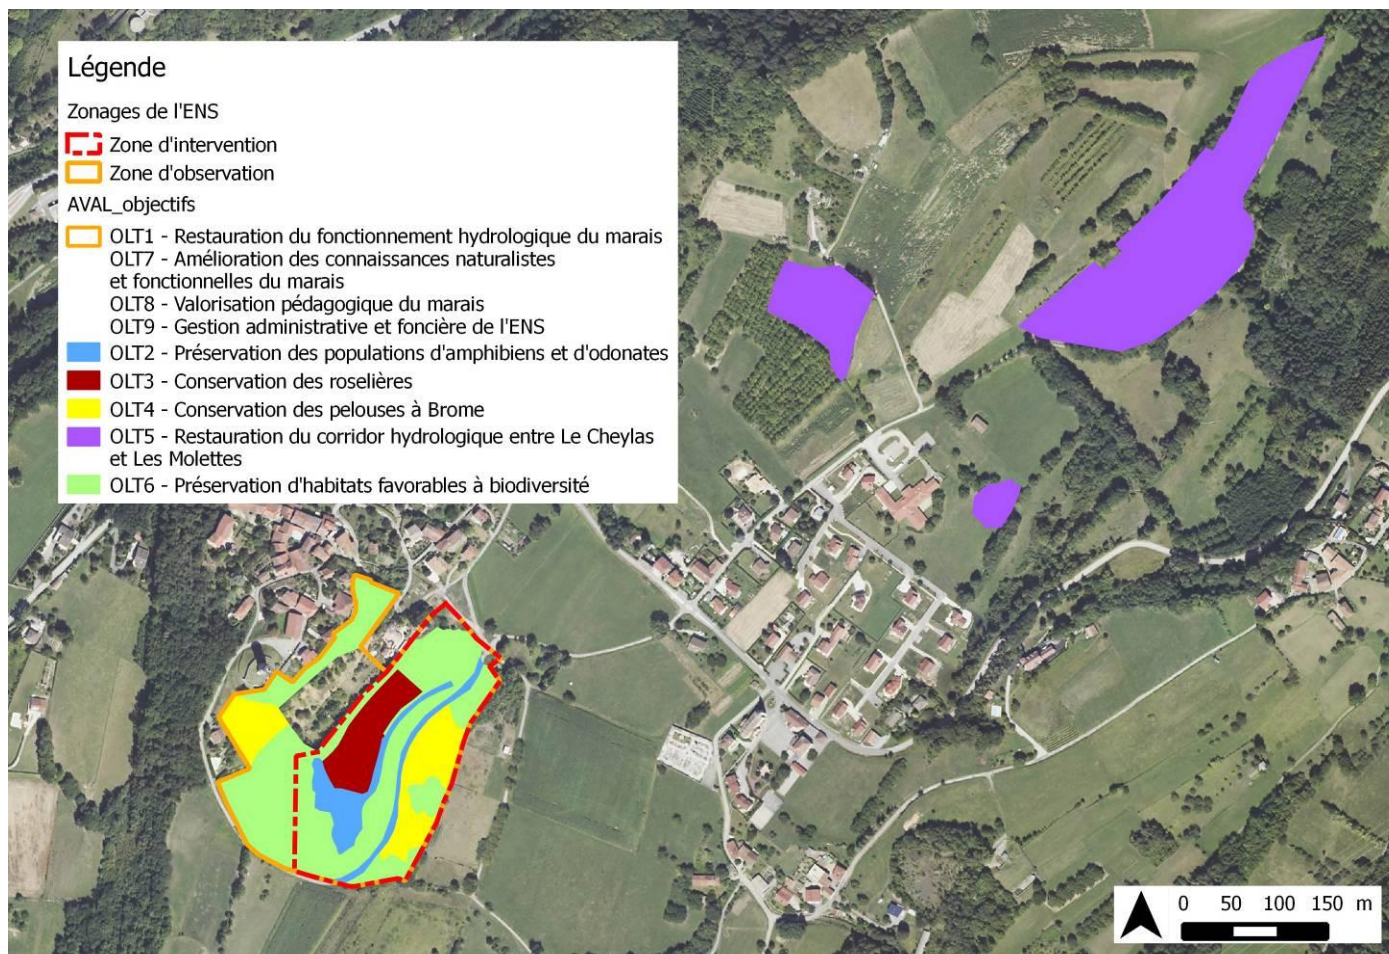 Légende
Zonages de l'ENS
Zone d'intervention
Zone d'observation
AVAL_objectifs
OLT1 - Restauration du fonctionnement hydrologique du marais
OLT7 - Amélioration des connaissances naturalistes
et fonctionnelles du marais
OLT8 - Valorisation pédagogique du marais
OLT9 - Gestion administrative et foncière de l'ENS
OLT2 - Préservation des populations d'amphibiens et d'odonates
OLT3 - Conservation des roselières
OLT4 - Conservation des pelouses à Brome
OLT5 - Restauration du corridor hydrologique entre Le Cheylas
et Les Molettes
OLT6 - Préservation d'habitats favorables à biodiversité
0 50 100 150 m